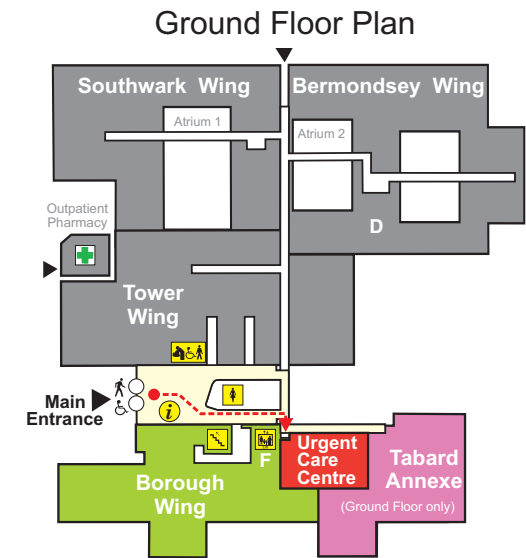 Ground Floor Plan
Southwark Wing
Bermondsey Wing
Atrium 1
Atrium 2
Outpatient
Pharmacy
D
Tower
Wing
Main
Entrance
i
F
Urgent
Care
Centre
Borough
Wing
Tabard
Annexe
(Ground Floor only)